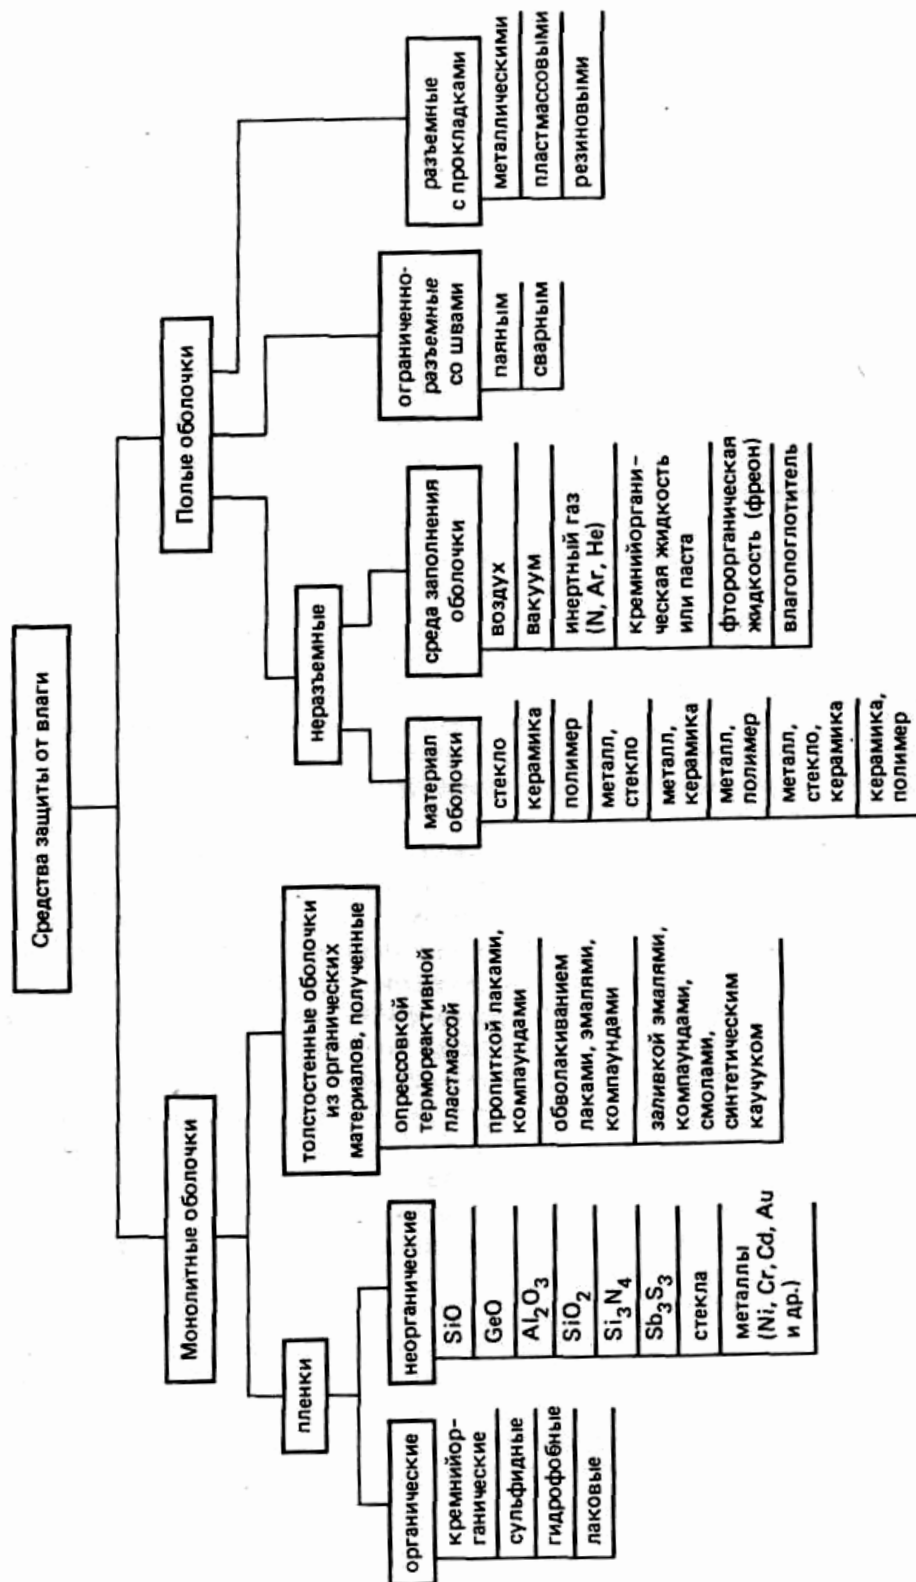 Средства защиты от влаги
Монолитные оболочки
пленки
органические
кремнийор-
ганические
сульфидные
гидрофобные
лаковые
неорганические
SiO
GeO
Al₂O₃
SiO₂
Si₃N₄
Sb₃S₃
стекла
металлы
(Ni, Cr, Cd, Au
и др.)
толстостенные оболочки
из органических
материалов, полученные
опрессовкой
термореактивной
пластмассой
пропиткой лаками,
компаундами
обволакиванием
лаками, эмалями,
компаундами
заливкой эмалями,
компаундами,
смолами,
синтетическим
каучуком
Полые оболочки
неразъемные
материал
оболочки
стекло
керамика
полимер
металл,
стекло
металл,
керамика
металл,
полимер
металл,
стекло,
керамика
керамика,
полимер
среда заполнения
оболочки
воздух
вакуум
инертный газ
(N, Ar, He)
кремнийоргани-
ческая жидкость
или паста
фторорганическая
жидкость (фреон)
влагопоглотитель
ограниченно-
разъемные
со швами
паяным
сварным
разъемные
с прокладками
металлическими
пластмассовыми
резиновыми